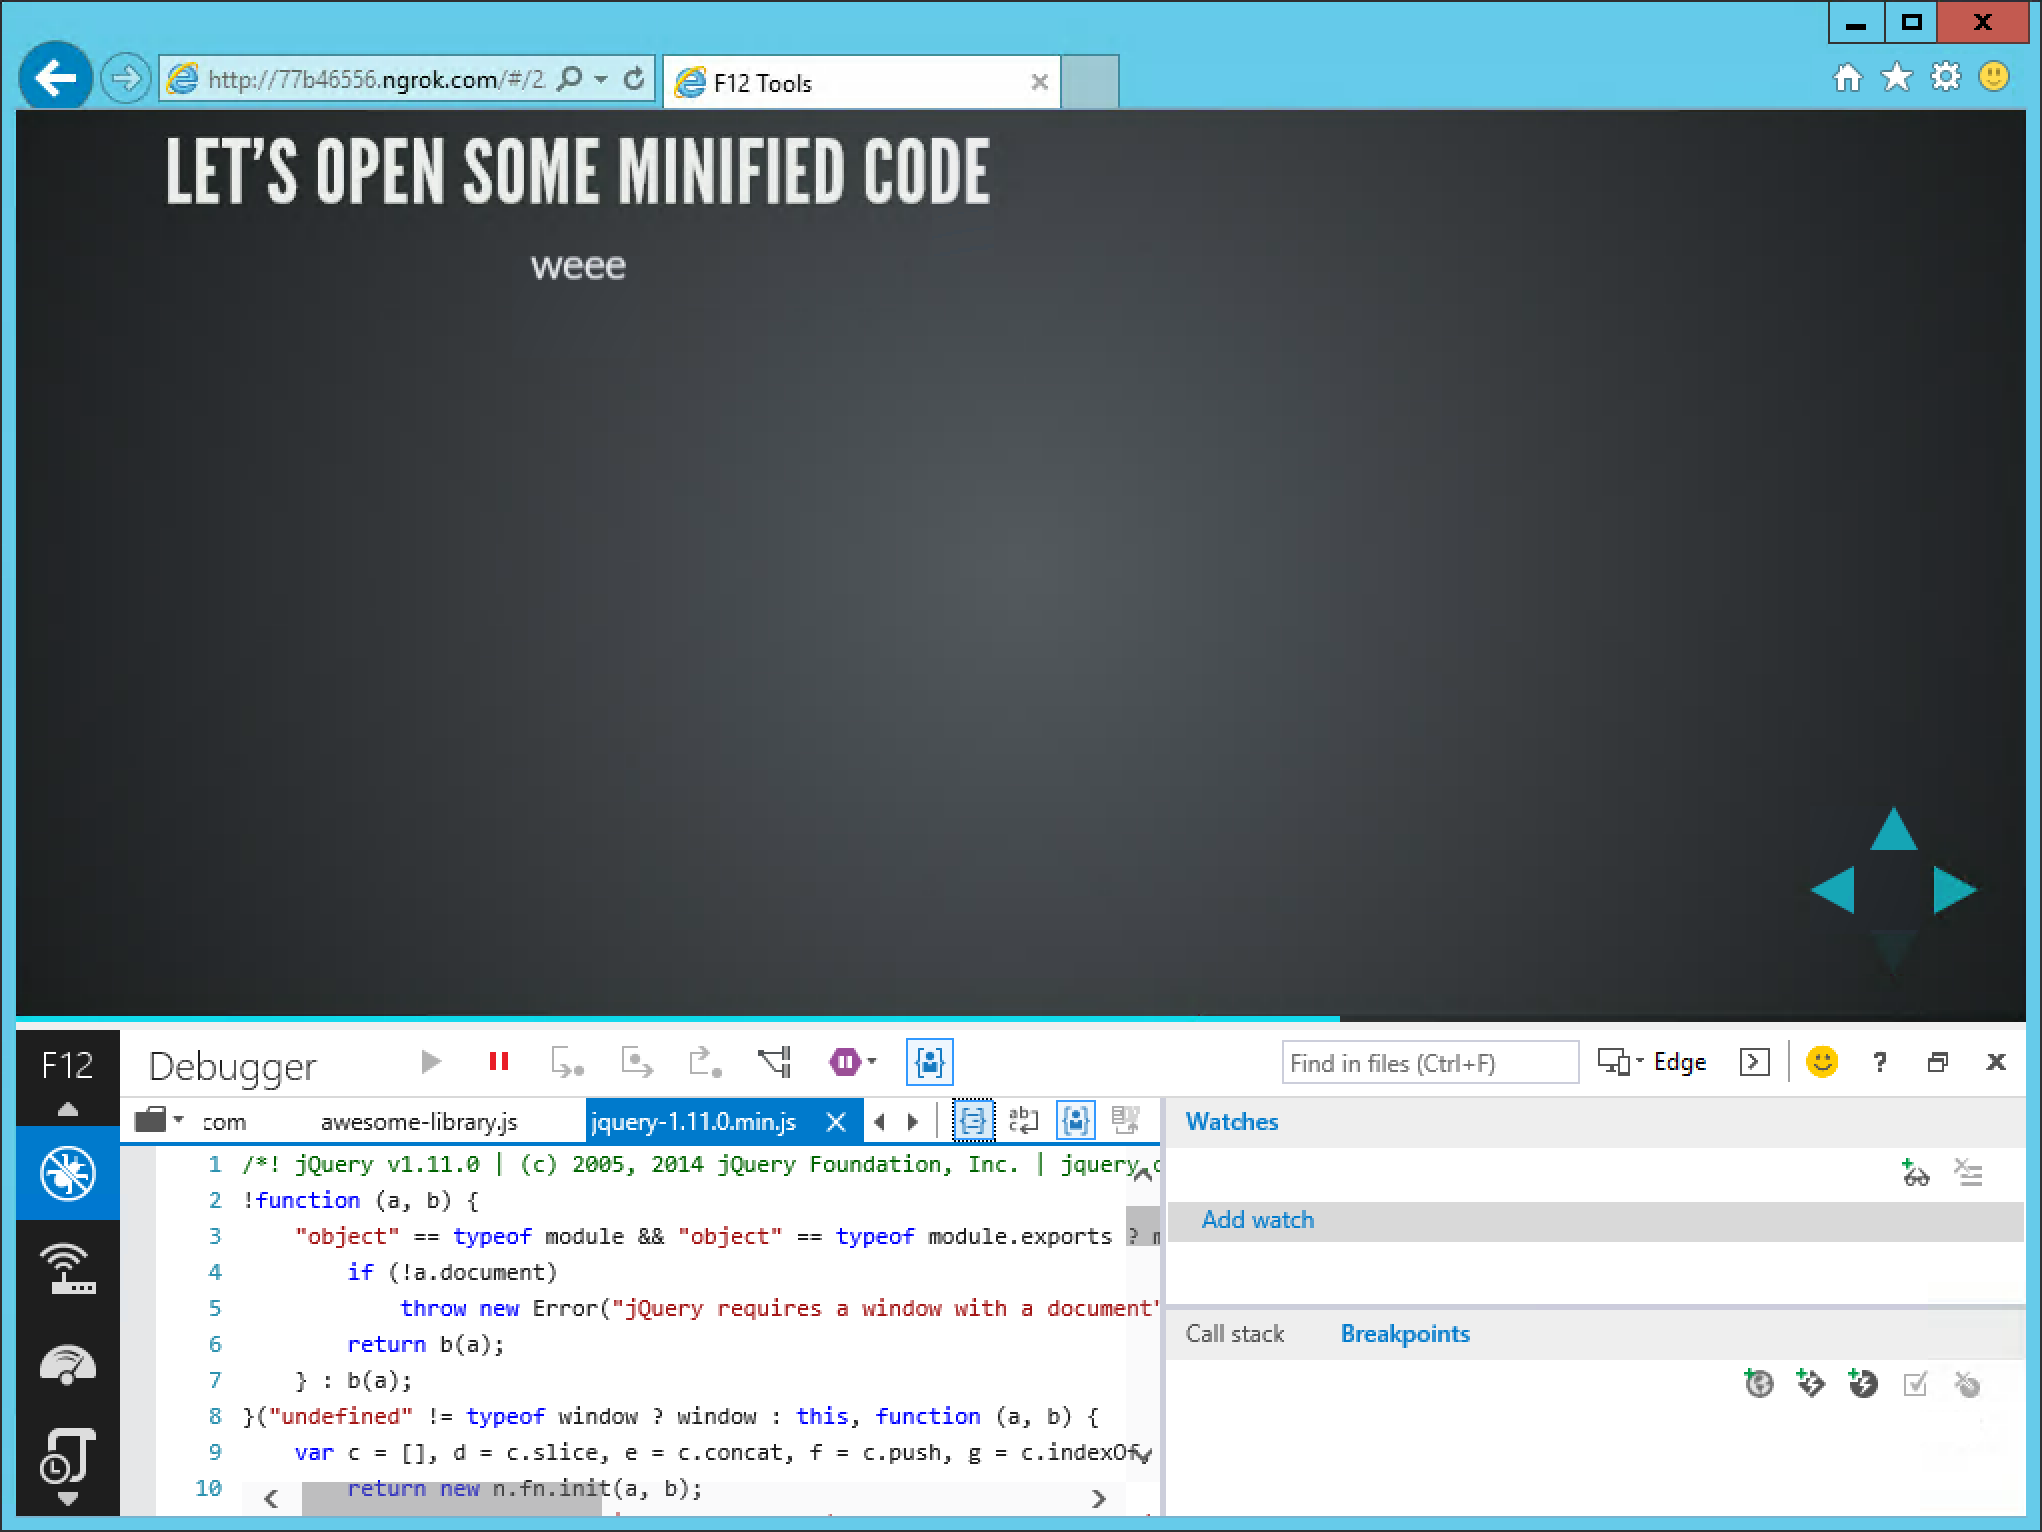 http://77b46556.ngrok.com/#/2
F12 Tools
LET'S OPEN SOME MINIFIED CODE
weee
F12
Debugger
Find in files (Ctrl+F)
Edge
?
com
awesome-library.js
jquery-1.11.0.min.js
Watches
Add watch
Call stack
Breakpoints
1 /*! jQuery v1.11.0 | (c) 2005, 2014 jQuery Foundation, Inc. | jquery
2 !function (a, b) {
3 "object" == typeof module && "object" == typeof module.exports ?
4 if (!a.document)
5 throw new Error("jQuery requires a window with a document"
6 return b(a);
7 } : b(a);
8 }("undefined" != typeof window ? window : this, function (a, b) {
9 var c = [], d = c.slice, e = c.concat, f = c.push, g = c.indexOf,
10 return new n.fn.init(a, b);